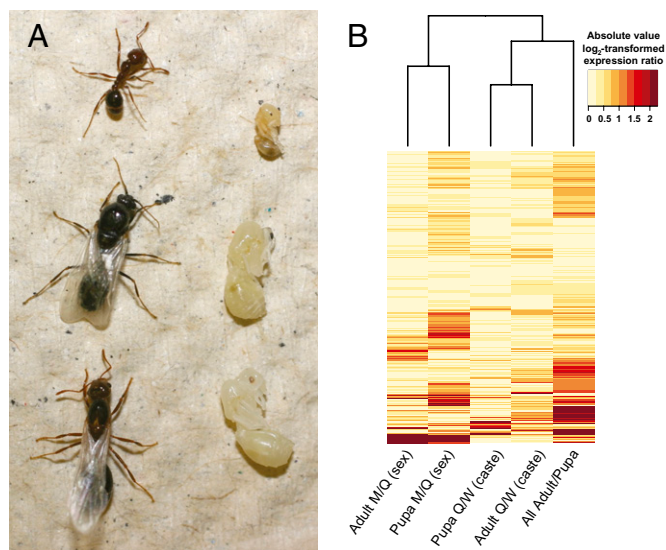 A
B
Absolute value
log₂-transformed
expression ratio
0 0.5 1 1.5 2
Adult M/Q (sex)
Pupa M/Q (sex)
Pupa Q/W (caste)
Adult Q/W (caste)
All Adult/Pupa